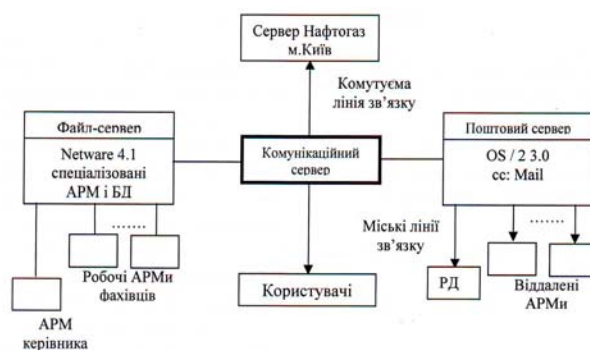 Сервер Нафтогаз
м.Київ
Комутуєма
лінія зв’язку
Файл-сервер
Netware 4.1
спеціалізовані
АРМ і БД
Комунікаційний
сервер
Поштовий сервер
OS / 2 3.0
cc: Mail
........
Робочі АРМи
фахівців
АРМ
керівника
Користувачі
Міські лінії
зв’язку
РД
.......
Віддалені
АРМи